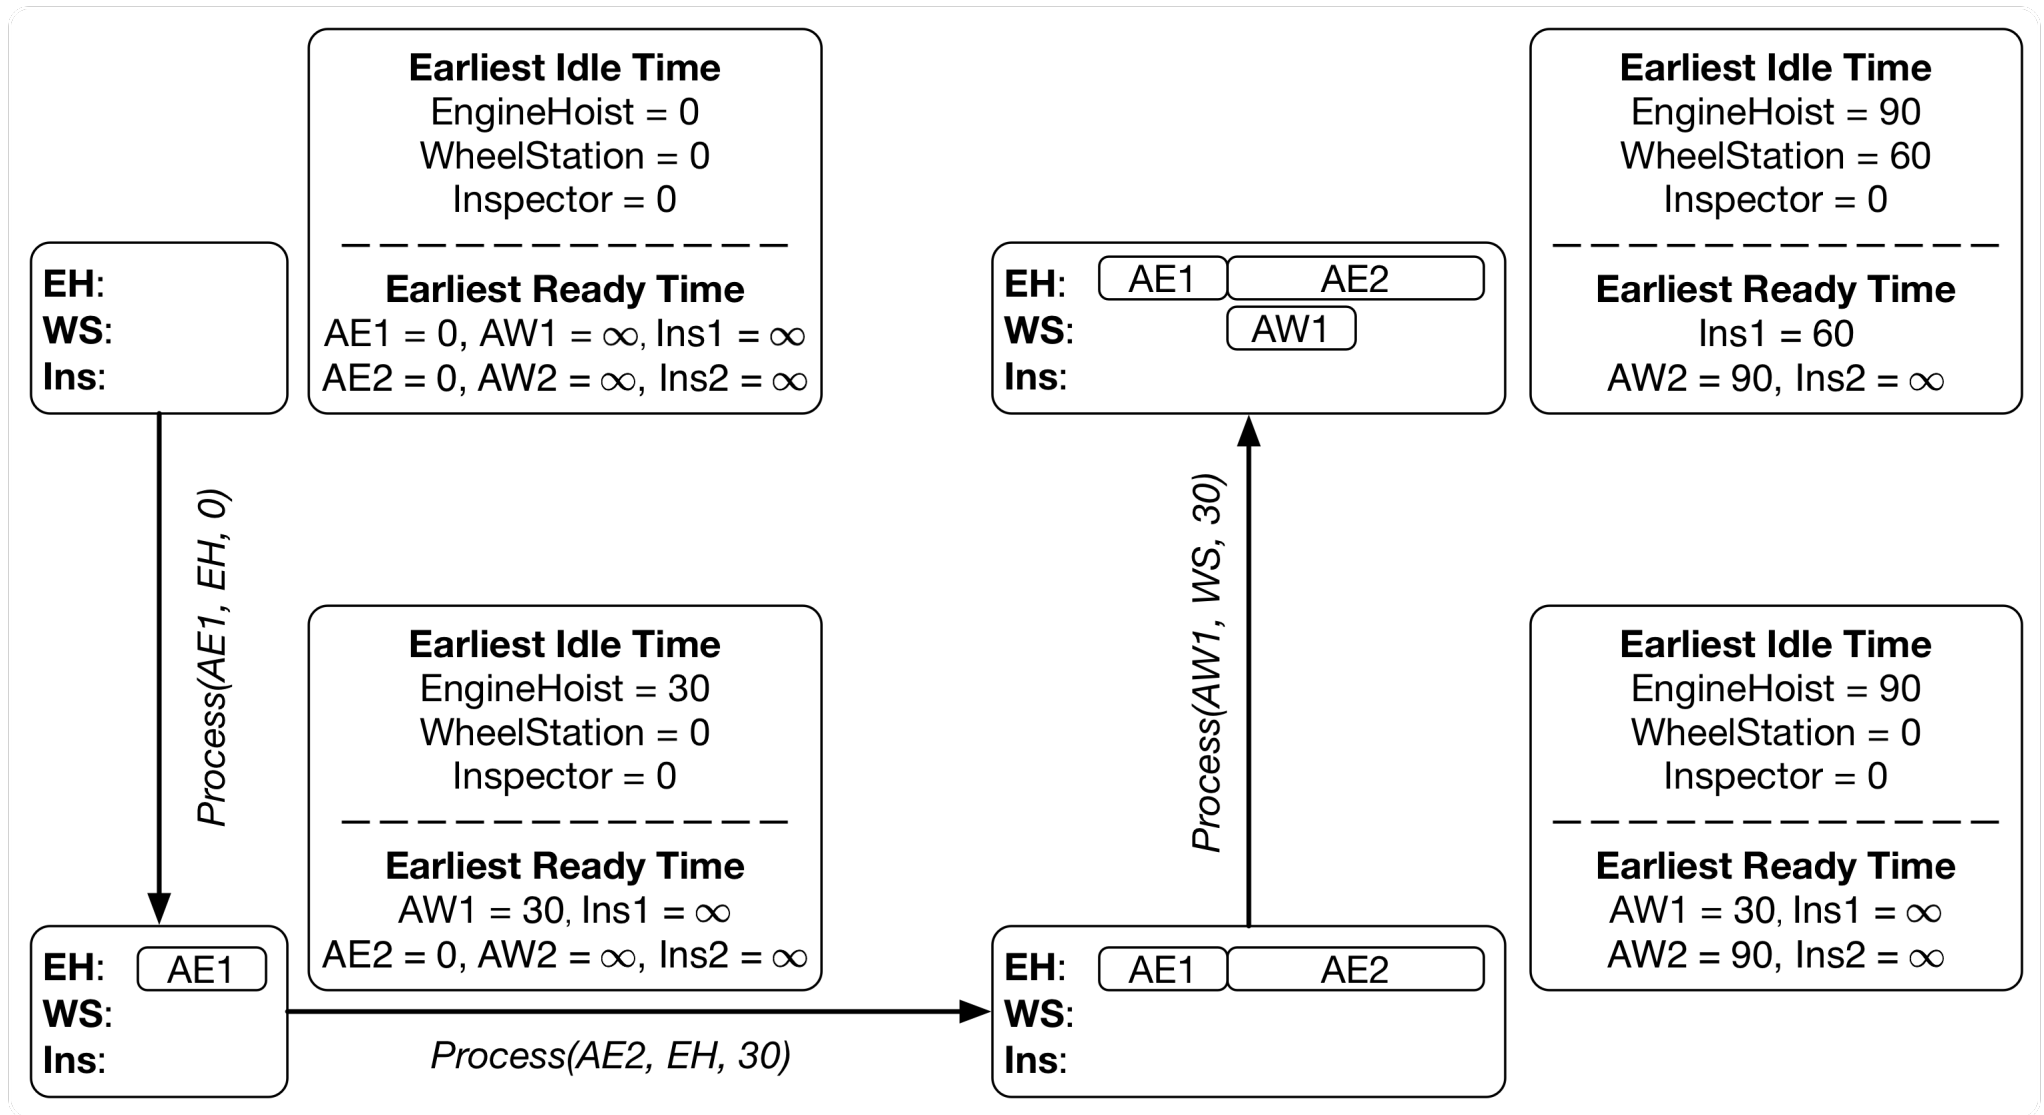 Earliest Idle Time
EngineHoist = 0
WheelStation = 0
Inspector = 0
Earliest Ready Time
AE1 = 0, AW1 = ∞, Ins1 = ∞
AE2 = 0, AW2 = ∞, Ins2 = ∞
EH:
WS:
Ins:
Process(AE1, EH, 0)
Earliest Idle Time
EngineHoist = 30
WheelStation = 0
Inspector = 0
Earliest Ready Time
AW1 = 30, Ins1 = ∞
AE2 = 0, AW2 = ∞, Ins2 = ∞
EH: AE1
WS:
Ins:
Process(AE2, EH, 30)
EH: AE1 AE2
WS:
Ins:
Earliest Idle Time
EngineHoist = 90
WheelStation = 0
Inspector = 0
Earliest Ready Time
AW1 = 30, Ins1 = ∞
AW2 = 90, Ins2 = ∞
Process(AW1, WS, 30)
EH: AE1 AE2
WS: AW1
Ins:
Earliest Idle Time
EngineHoist = 90
WheelStation = 60
Inspector = 0
Earliest Ready Time
Ins1 = 60
AW2 = 90, Ins2 = ∞